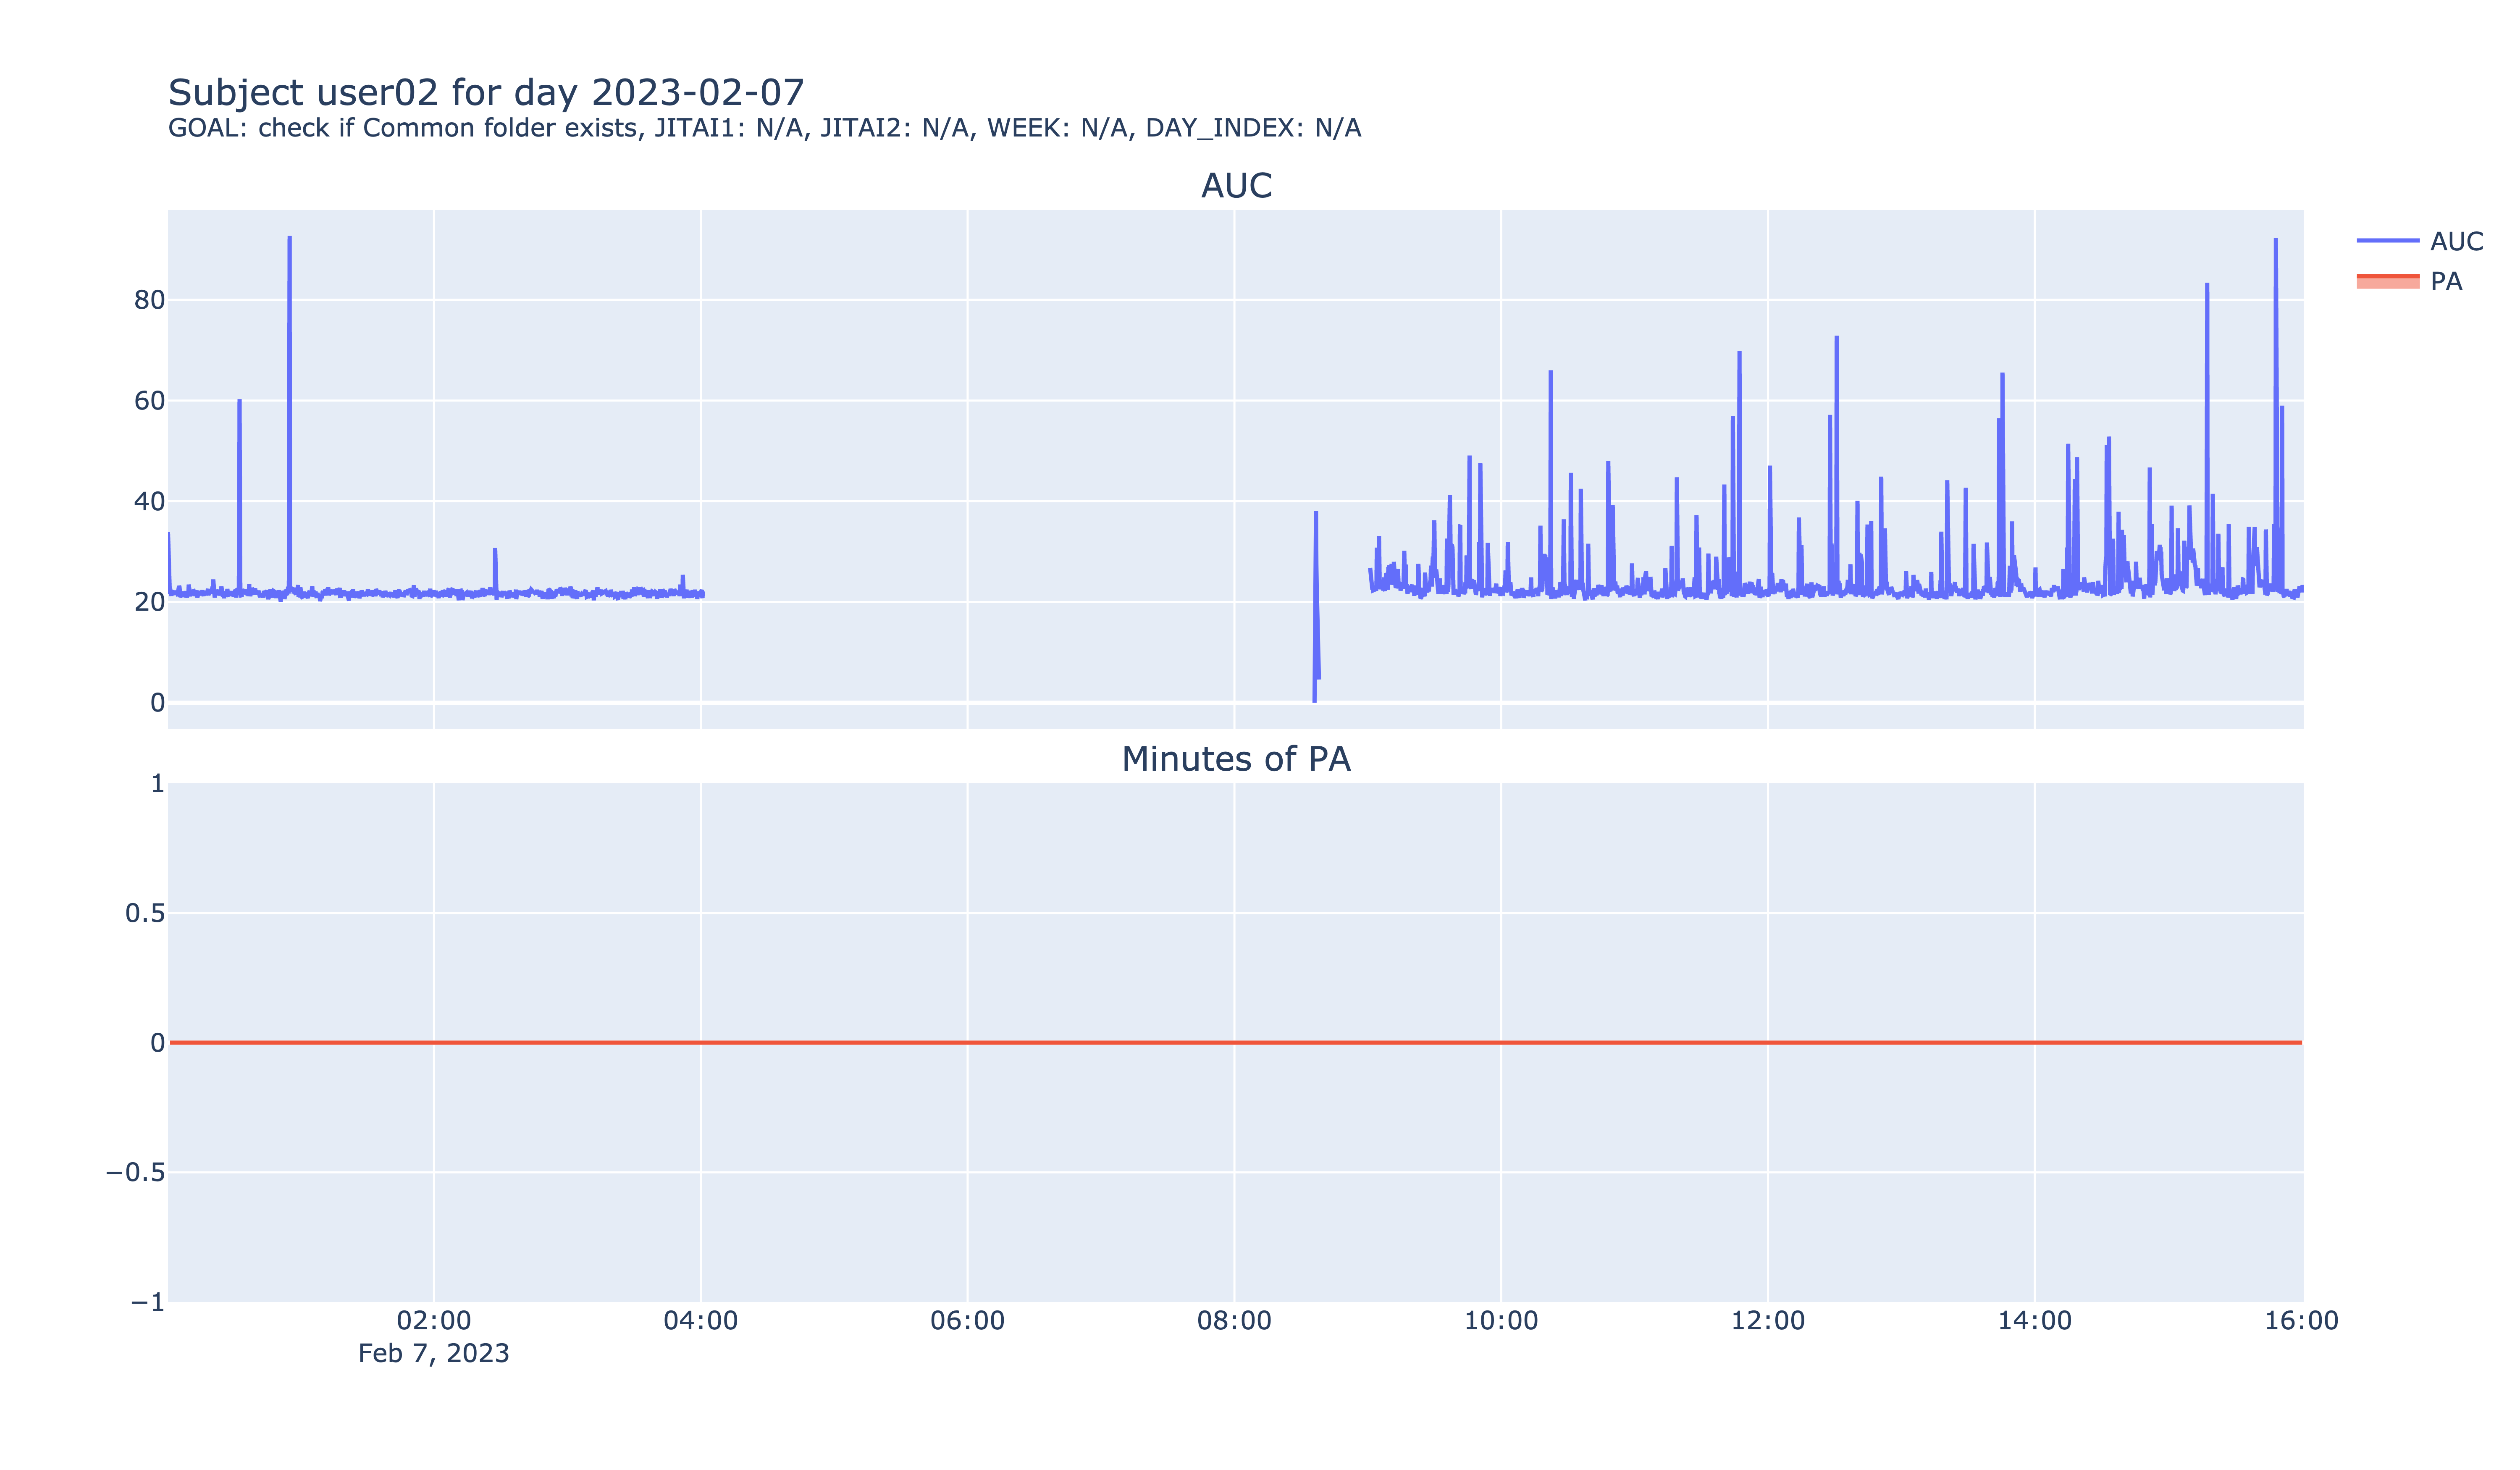 Subject user02 for day 2023-02-07
GOAL: check if Common folder exists, JITAI1: N/A, JITAI2: N/A, WEEK: N/A, DAY_INDEX: N/A
AUC
80
60
40
20
0
AUC
PA
Minutes of PA
1
0.5
0
−0.5
−1
02:00 04:00 06:00 08:00 10:00 12:00 14:00 16:00
Feb 7, 2023